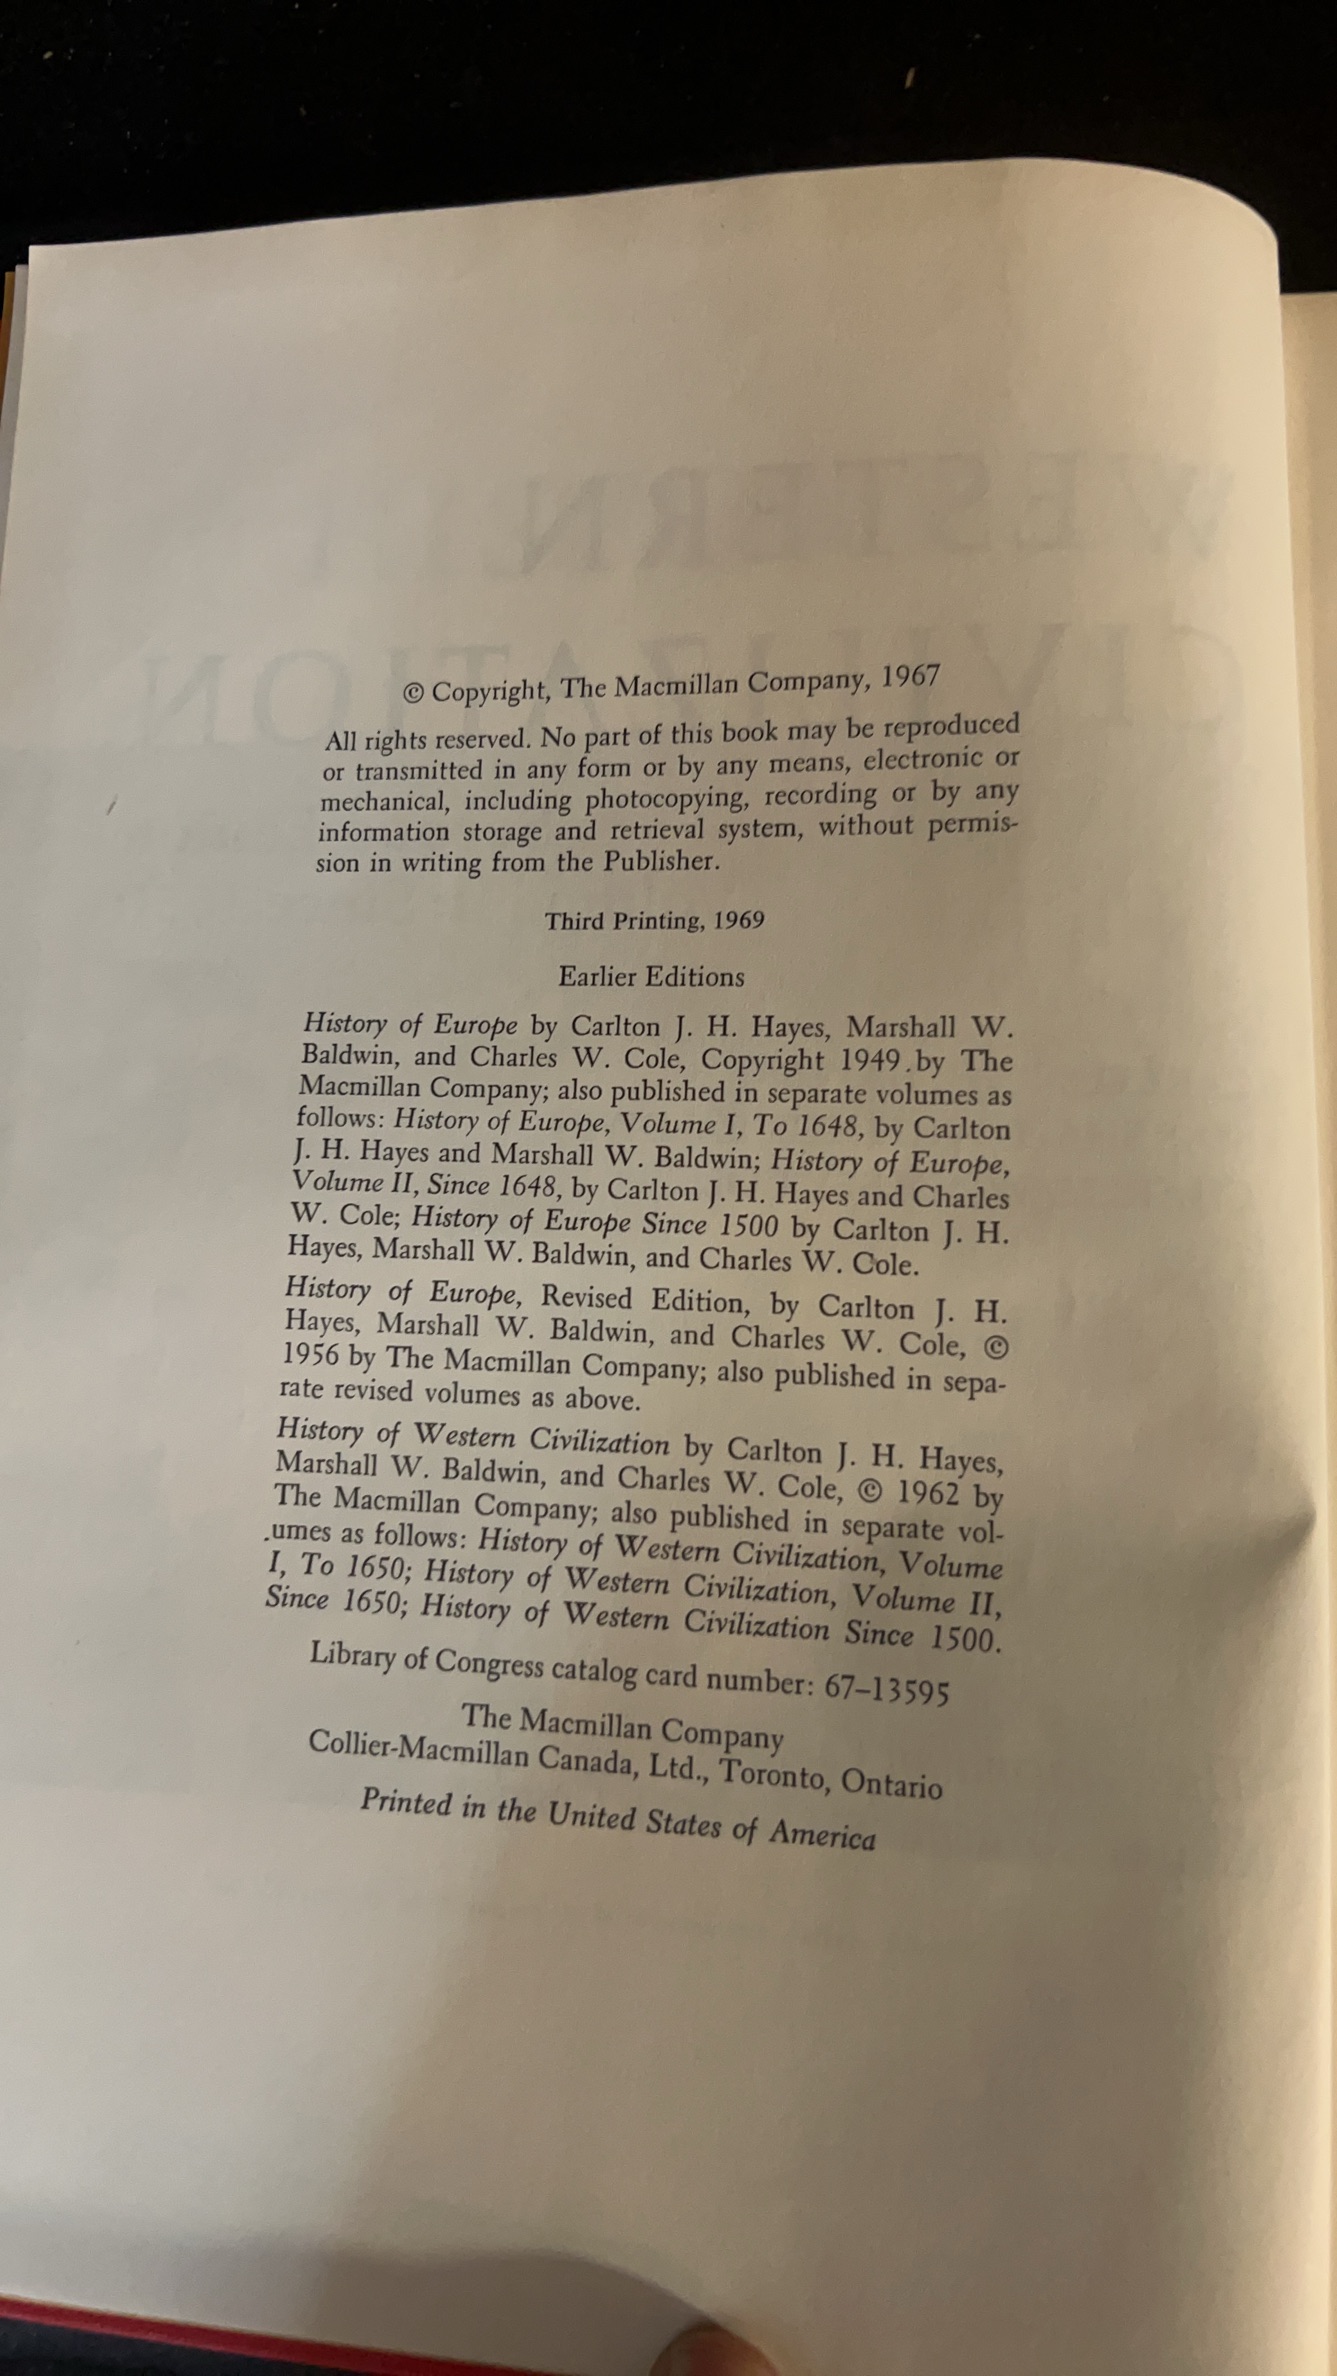 WESTERN
CIVILIZATION
© Copyright, The Macmillan Company, 1967
All rights reserved. No part of this book may be reproduced
or transmitted in any form or by any means, electronic or
mechanical, including photocopying, recording or by any
information storage and retrieval system, without permis-
sion in writing from the Publisher.
Third Printing, 1969
Earlier Editions
History of Europe by Carlton J. H. Hayes, Marshall W.
Baldwin, and Charles W. Cole, Copyright 1949 by The
Macmillan Company; also published in separate volumes as
follows: History of Europe, Volume I, To 1648, by Carlton
J. H. Hayes and Marshall W. Baldwin; History of Europe,
Volume II, Since 1648, by Carlton J. H. Hayes and Charles
W. Cole; History of Europe Since 1500 by Carlton J. H.
Hayes, Marshall W. Baldwin, and Charles W. Cole.
History of Europe, Revised Edition, by Carlton J. H.
Hayes, Marshall W. Baldwin, and Charles W. Cole, ©
1956 by The Macmillan Company; also published in sepa-
rate revised volumes as above.
History of Western Civilization by Carlton J. H. Hayes,
Marshall W. Baldwin, and Charles W. Cole, © 1962 by
The Macmillan Company; also published in separate vol-
umes as follows: History of Western Civilization, Volume
I, To 1650; History of Western Civilization, Volume II,
Since 1650; History of Western Civilization Since 1500.
Library of Congress catalog card number: 67–13595
The Macmillan Company
Collier-Macmillan Canada, Ltd., Toronto, Ontario
Printed in the United States of America